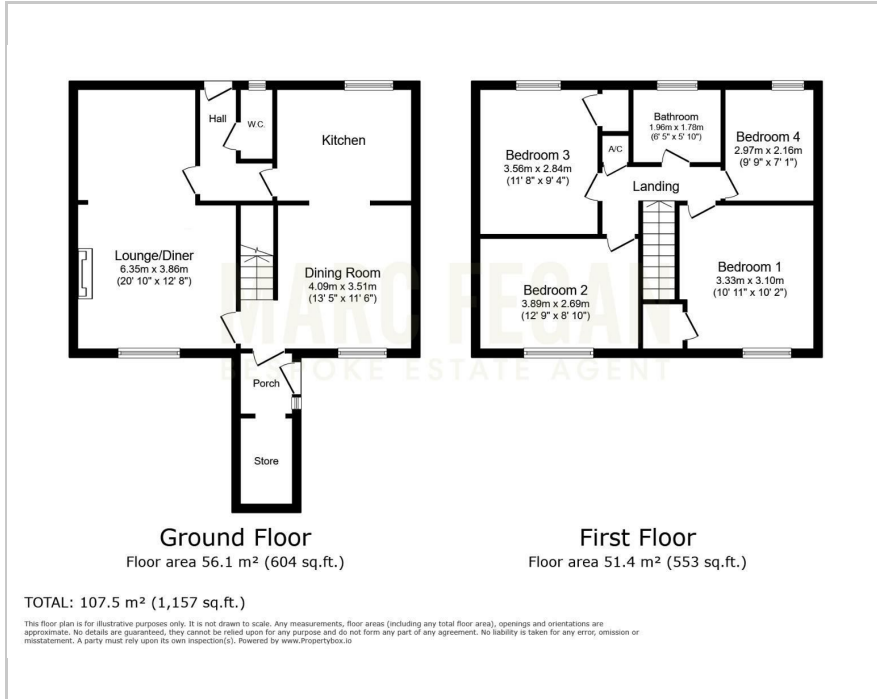 Hall
W.C.
Kitchen
Lounge/Diner
6.35m x 3.86m
(20' 10" x 12' 8")
Dining Room
4.09m x 3.51m
(13' 5" x 11' 6")
Porch
Store
Bedroom 3
3.56m x 2.84m
(11' 8" x 9' 4")
A/C
Bathroom
1.96m x 1.78m
(6' 5" x 5' 10")
Bedroom 4
2.97m x 2.16m
(9' 9" x 7' 1")
Landing
Bedroom 2
3.89m x 2.69m
(12' 9" x 8' 10")
Bedroom 1
3.33m x 3.10m
(10' 11" x 10' 2")
MARC FEGAN
BESPOKE ESTATE AGENT
Ground Floor
Floor area 56.1 m² (604 sq.ft.)
First Floor
Floor area 51.4 m² (553 sq.ft.)
TOTAL: 107.5 m² (1,157 sq.ft.)
This floor plan is for illustrative purposes only. It is not drawn to scale. Any measurements, floor areas (including any total floor area), openings and orientations are
approximate. No details are guaranteed, they cannot be relied upon for any purpose and do not form any part of any agreement. No liability is taken for any error, omission or
misstatement. A party must rely upon its own inspection(s). Powered by www.Propertybox.io